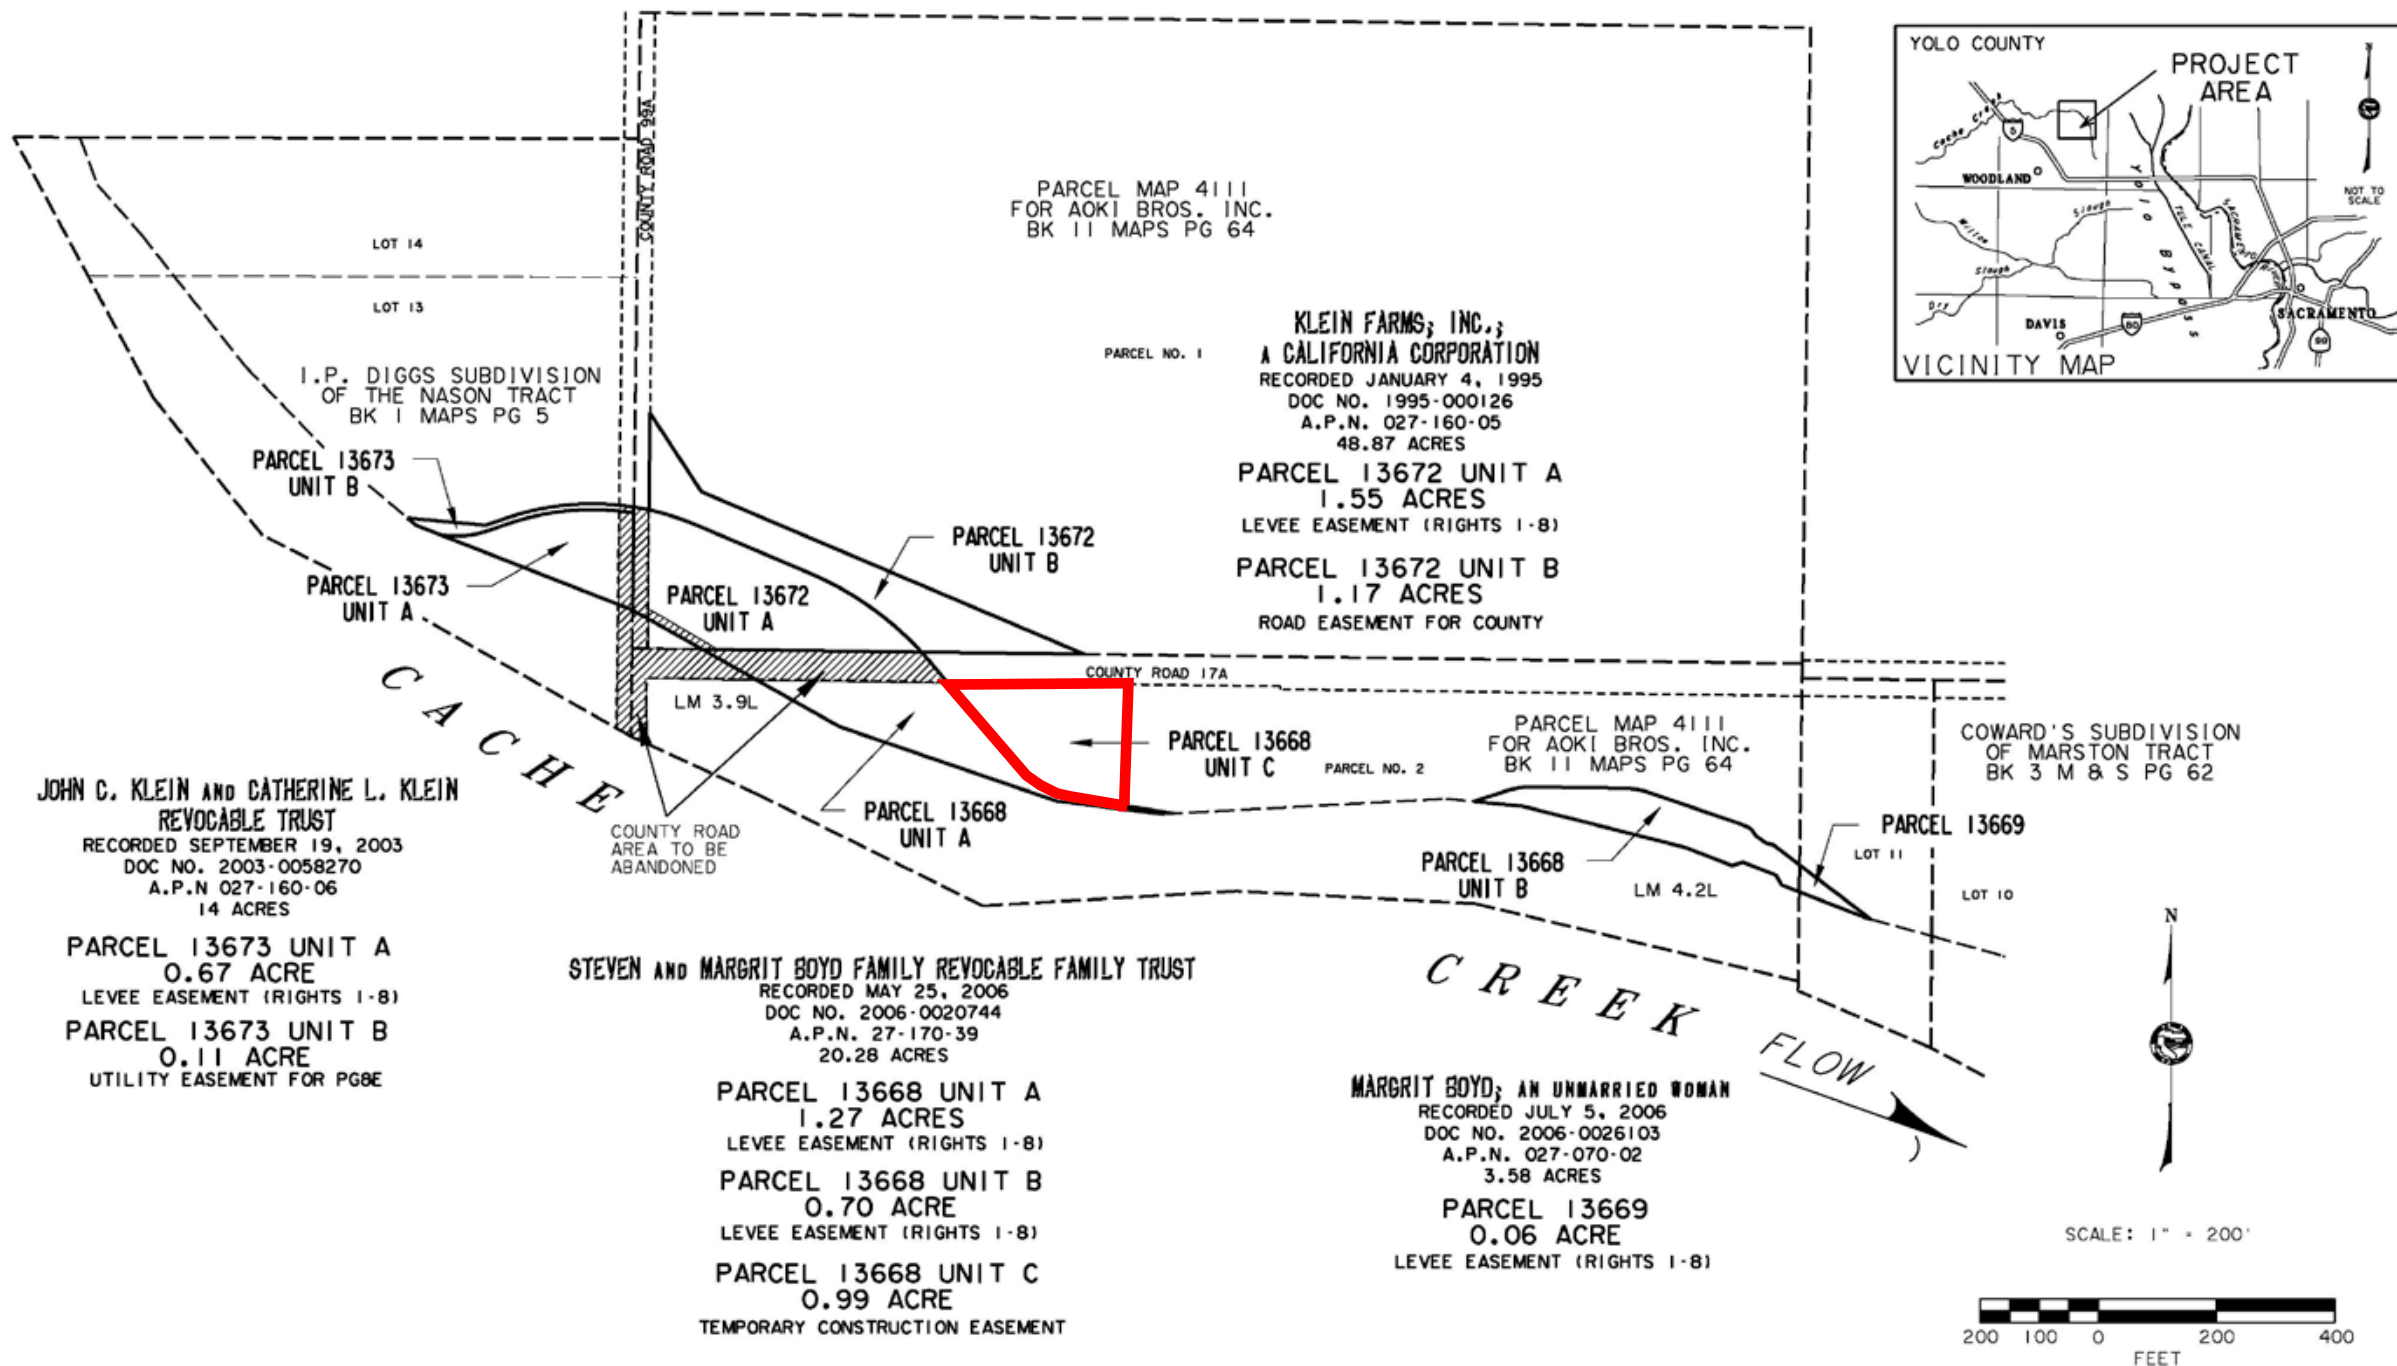 YOLO COUNTY
PROJECT
AREA
Cache Creek
5
WOODLAND
NOT TO
SCALE
N
Willow
Slough
Slough
Dry
YOLO BYPASS
TULE CANAL
SACRAMENTO RIVER
DAVIS
80
SACRAMENTO
99
VICINITY MAP
COUNTY ROAD 99A
PARCEL MAP 4111
FOR AOKI BROS. INC.
BK 11 MAPS PG 64
LOT 14
LOT 13
PARCEL NO. 1
KLEIN FARMS, INC.,
A CALIFORNIA CORPORATION
RECORDED JANUARY 4, 1995
DOC NO. 1995-000126
A.P.N. 027-160-05
48.87 ACRES
PARCEL 13672 UNIT A
1.55 ACRES
LEVEE EASEMENT (RIGHTS 1-8)
PARCEL 13672 UNIT B
1.17 ACRES
ROAD EASEMENT FOR COUNTY
I.P. DIGGS SUBDIVISION
OF THE NASON TRACT
BK 1 MAPS PG 5
PARCEL 13673
UNIT B
PARCEL 13672
UNIT B
PARCEL 13673
UNIT A
PARCEL 13672
UNIT A
COUNTY ROAD 17A
LM 3.9L
CACHE
PARCEL 13668
UNIT C
PARCEL NO. 2
PARCEL MAP 4111
FOR AOKI BROS. INC.
BK 11 MAPS PG 64
COWARD'S SUBDIVISION
OF MARSTON TRACT
BK 3 M & S PG 62
PARCEL 13668
UNIT A
COUNTY ROAD
AREA TO BE
ABANDONED
PARCEL 13669
LOT 11
PARCEL 13668
UNIT B
LM 4.2L
LOT 10
JOHN C. KLEIN AND CATHERINE L. KLEIN
REVOCABLE TRUST
RECORDED SEPTEMBER 19, 2003
DOC NO. 2003-0058270
A.P.N 027-160-06
14 ACRES
PARCEL 13673 UNIT A
0.67 ACRE
LEVEE EASEMENT (RIGHTS 1-8)
PARCEL 13673 UNIT B
0.11 ACRE
UTILITY EASEMENT FOR PG&E
STEVEN AND MARGRIT BOYD FAMILY REVOCABLE FAMILY TRUST
RECORDED MAY 25, 2006
DOC NO. 2006-0020744
A.P.N. 27-170-39
20.28 ACRES
PARCEL 13668 UNIT A
1.27 ACRES
LEVEE EASEMENT (RIGHTS 1-8)
PARCEL 13668 UNIT B
0.70 ACRE
LEVEE EASEMENT (RIGHTS 1-8)
PARCEL 13668 UNIT C
0.99 ACRE
TEMPORARY CONSTRUCTION EASEMENT
CREEK
FLOW
MARGRIT BOYD, AN UNMARRIED WOMAN
RECORDED JULY 5, 2006
DOC NO. 2006-0026103
A.P.N. 027-070-02
3.58 ACRES
PARCEL 13669
0.06 ACRE
LEVEE EASEMENT (RIGHTS 1-8)
N
SCALE: 1" = 200'
200 100 0 200 400
FEET